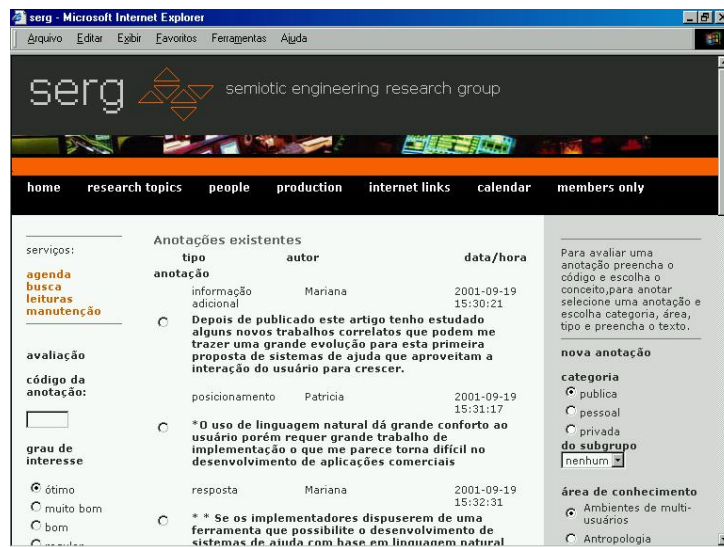 serg - Microsoft Internet Explorer
Arquivo Editar Exibir Favoritos Ferramentas Ajuda
serg semiotic engineering research group
home research topics people production internet links calendar members only
serviços:
agenda
busca
leituras
manutenção
avaliação
código da
anotação:
grau de
interesse
ótimo
muito bom
bom
regular
Anotações existentes
tipo autor data/hora
anotação
informação Mariana 2001-09-19
adicional 15:30:21
Depois de publicado este artigo tenho estudado
alguns novos trabalhos correlatos que podem me
trazer uma grande evolução para esta primeira
proposta de sistemas de ajuda que aproveitam a
interação do usuário para crescer.
posicionamento Patricia 2001-09-19
15:31:17
*O uso de linguagem natural dá grande conforto ao
usuário porém requer grande trabalho de
implementação o que me parece torna difícil no
desenvolvimento de aplicações comerciais
resposta Mariana 2001-09-19
15:32:31
* * Se os implementadores dispuserem de uma
ferramenta que possibilite o desenvolvimento de
sistemas de ajuda com base em linguagem natural
Para avaliar uma
anotação preencha o
código e escolha o
conceito,para anotar
selecione uma anotação e
escolha categoria, área,
tipo e preencha o texto.
nova anotação
categoria
publica
pessoal
privada
do subgrupo
nenhum
área de conhecimento
Ambientes de multi-
usuários
Antropologia